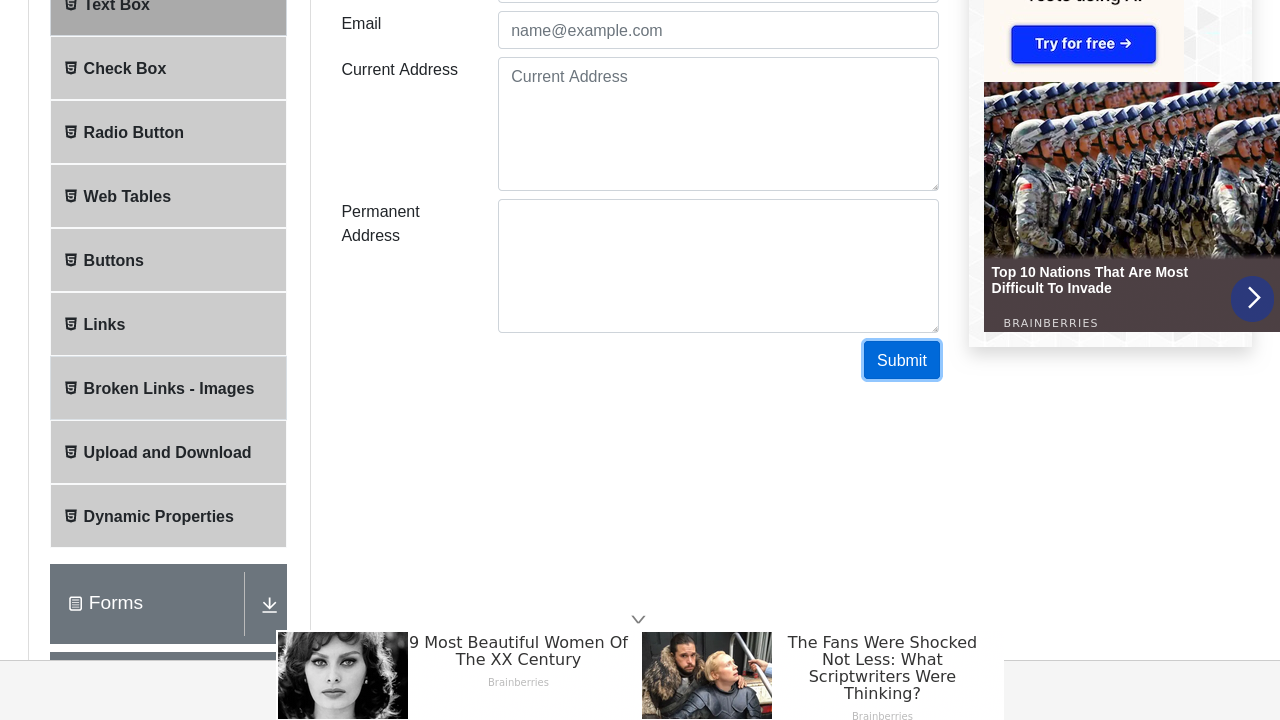 Text Box
Email
name@example.com
Current Address
Current Address
Check Box
Radio Button
Web Tables
Permanent
Address
Buttons
Links
Submit
Broken Links - Images
Upload and Download
Dynamic Properties
Forms
Try for free →
Top 10 Nations That Are Most
Difficult To Invade
BRAINBERRIES
9 Most Beautiful Women Of
The XX Century
Brainberries
The Fans Were Shocked
Not Less: What
Scriptwriters Were
Thinking?
Brainberries